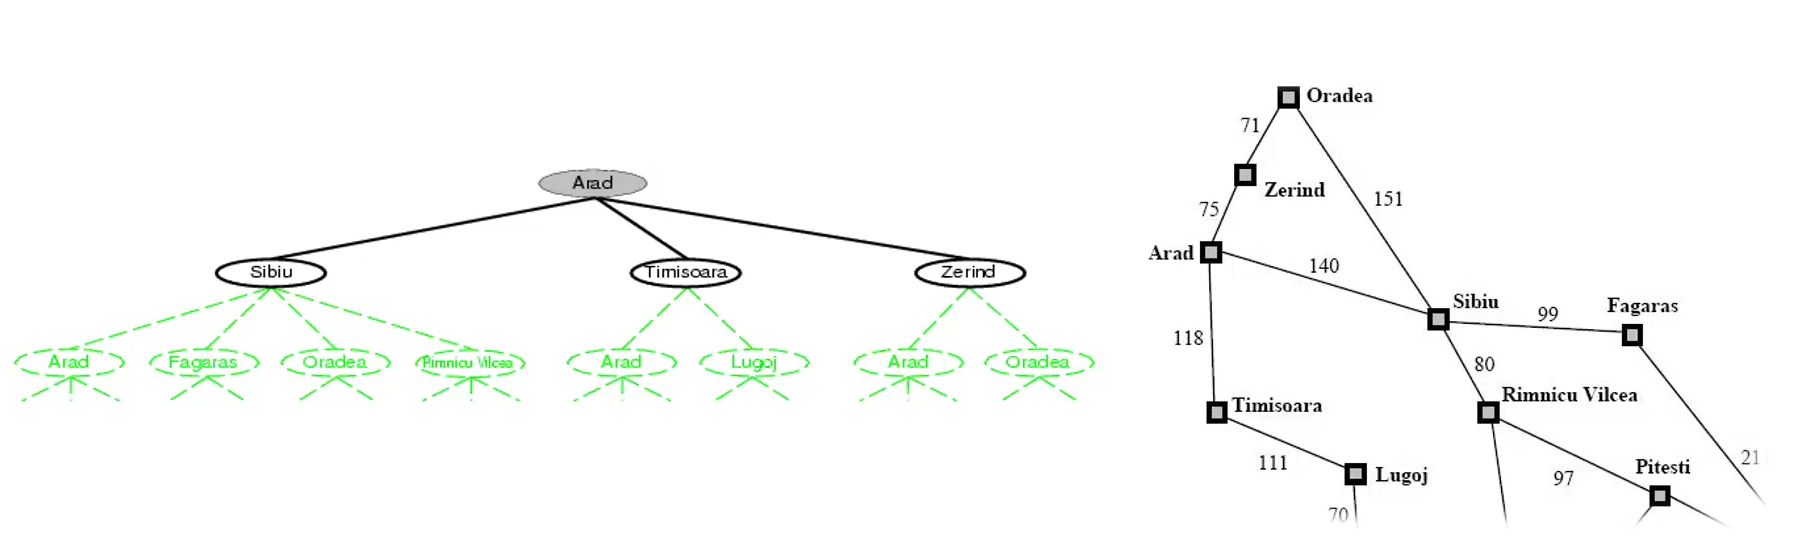 Arad
Sibiu
Timisoara
Zerind
Arad
Fagaras
Oradea
Rimnicu Vilcea
Arad
Lugoj
Arad
Oradea
Oradea
71
Zerind
151
75
Arad
140
Sibiu
Fagaras
99
118
80
Rimnicu Vilcea
Timisoara
111
Pitesti
97
Lugoj
21
70